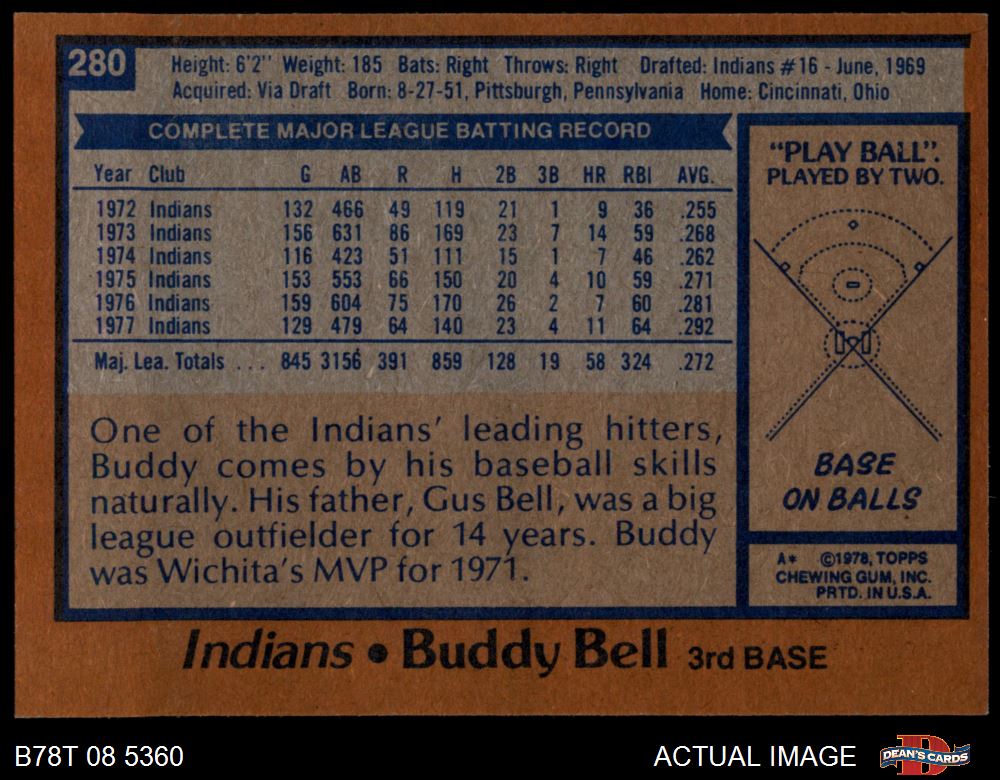 280
Height: 6'2" Weight: 185 Bats: Right Throws: Right Drafted: Indians #16 - June, 1969
Acquired: Via Draft Born: 8-27-51, Pittsburgh, Pennsylvania Home: Cincinnati, Ohio
COMPLETE MAJOR LEAGUE BATTING RECORD
Year Club G AB R H 2B 3B HR RBI AVG.
1972 Indians 132 466 49 119 21 1 9 36 .255
1973 Indians 156 631 86 169 23 7 14 59 .268
1974 Indians 116 423 51 111 15 1 7 46 .262
1975 Indians 153 553 66 150 20 4 10 59 .271
1976 Indians 159 604 75 170 26 2 7 60 .281
1977 Indians 129 479 64 140 23 4 11 64 .292
Maj. Lea. Totals ... 845 3156 391 859 128 19 58 324 .272
One of the Indians' leading hitters,
Buddy comes by his baseball skills
naturally. His father, Gus Bell, was a big
league outfielder for 14 years. Buddy
was Wichita's MVP for 1971.
"PLAY BALL".
PLAYED BY TWO.
BASE
ON BALLS
A* ©1978, TOPPS
CHEWING GUM, INC.
PRTD. IN U.S.A.
Indians • Buddy Bell 3rd BASE
B78T 08 5360
ACTUAL IMAGE
D
DEAN'S CARDS